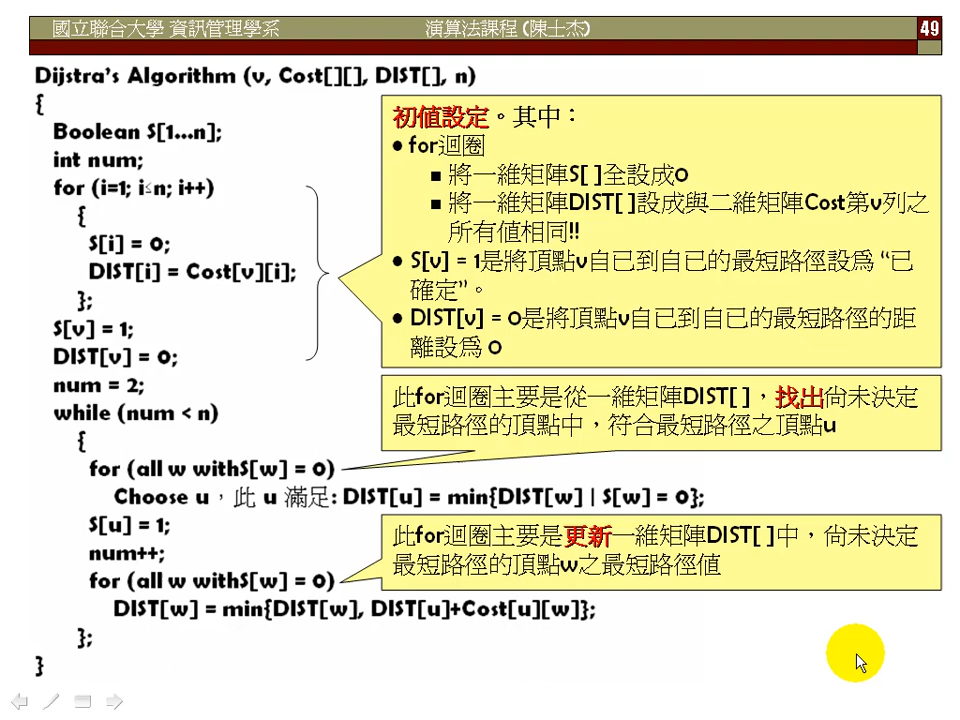 國立聯合大學 資訊管理學系
演算法課程 (陳士杰)
49
Dijstra's Algorithm (v, Cost[][], DIST[], n)
{
Boolean S[1...n];
int num;
for (i=1; i≤n; i++)
{
S[i] = 0;
DIST[i] = Cost[v][i];
};
S[v] = 1;
DIST[v] = 0;
num = 2;
while (num < n)
{
for (all w withS[w] = 0)
Choose u，此 u 滿足: DIST[u] = min{DIST[w] | S[w] = 0};
S[u] = 1;
num++;
for (all w withS[w] = 0)
DIST[w] = min{DIST[w], DIST[u]+Cost[u][w]};
};
}
初值設定。其中：
● for迴圈
■ 將一維矩陣S[ ]全設成0
■ 將一維矩陣DIST[ ]設成與二維矩陣Cost第v列之
所有值相同!!
● S[v] = 1是將頂點v自已到自已的最短路徑設為 “已
確定”。
● DIST[v] = 0是將頂點v自已到自已的最短路徑的距
離設為 0
此for迴圈主要是從一維矩陣DIST[ ]，找出尚未決定
最短路徑的頂點中，符合最短路徑之頂點u
此for迴圈主要是更新一維矩陣DIST[ ]中，尚未決定
最短路徑的頂點w之最短路徑值